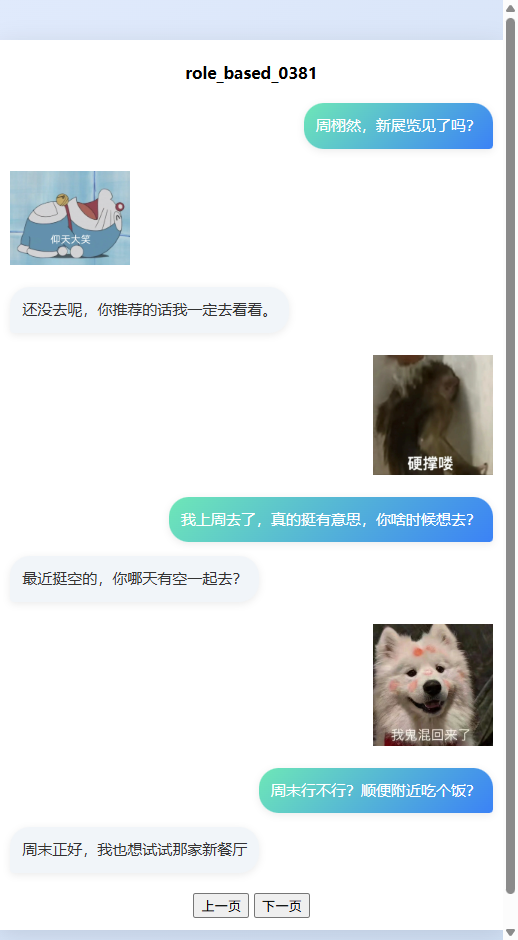 role_based_0381
周栩然，新展览见了吗？
仰天大笑
还没去呢，你推荐的话我一定去看看。
硬撑喽
我上周去了，真的挺有意思，你啥时候想去？
最近挺空的，你哪天有空一起去？
我鬼混回来了
周末行不行？顺便附近吃个饭？
周末正好，我也想试试那家新餐厅
上一页 下一页